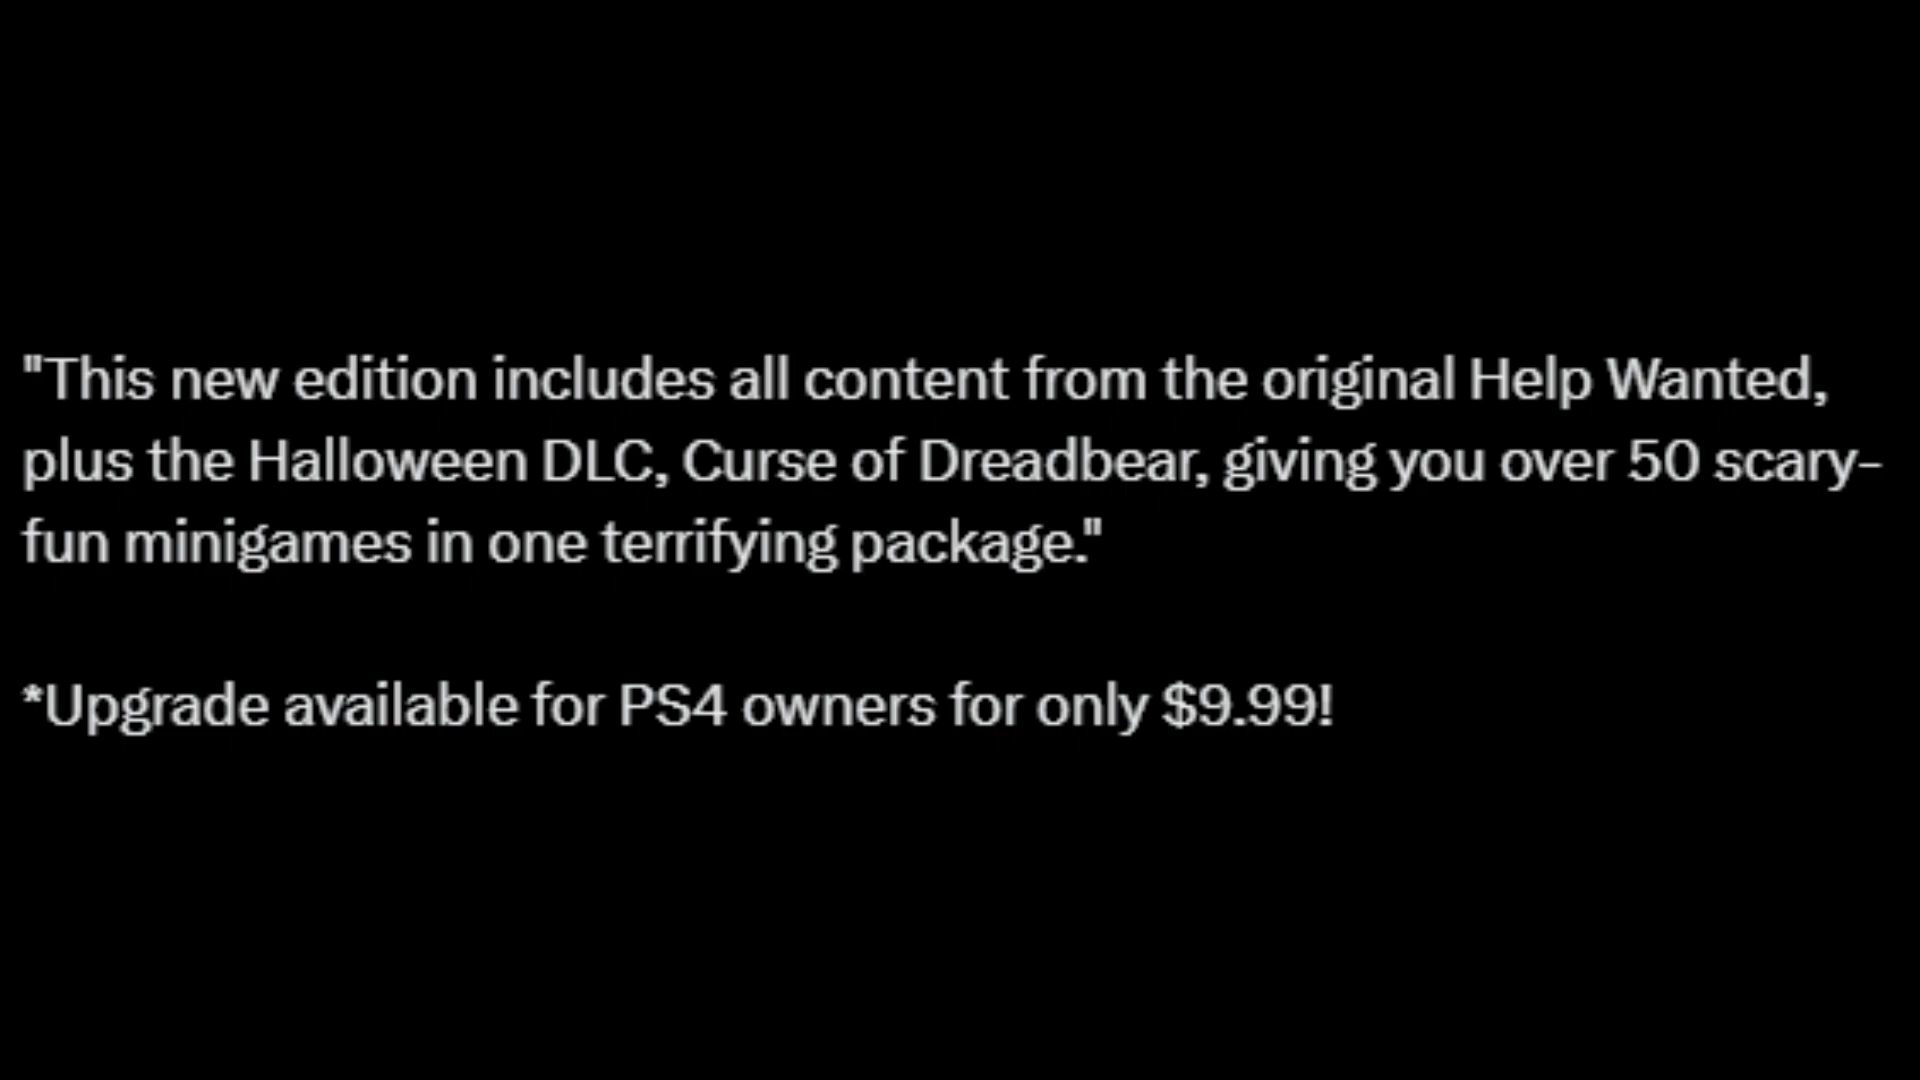 "This new edition includes all content from the original Help Wanted,
plus the Halloween DLC, Curse of Dreadbear, giving you over 50 scary-
fun minigames in one terrifying package."
*Upgrade available for PS4 owners for only $9.99!